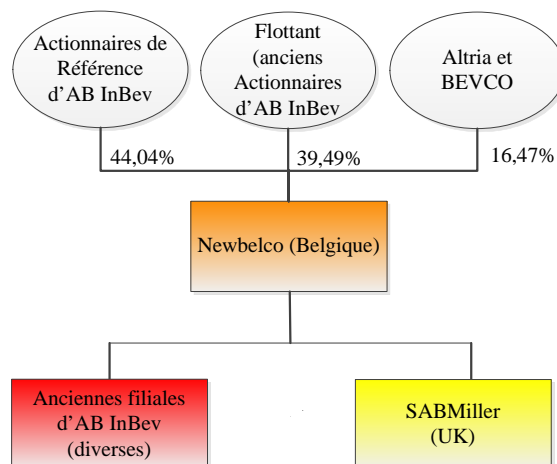 Actionnaires de
Référence
d’AB InBev
Flottant
(anciens
Actionnaires
d’AB InBev
Altria et
BEVCO
44,04%
39,49%
16,47%
Newbelco (Belgique)
Anciennes filiales
d’AB InBev
(diverses)
SABMiller
(UK)